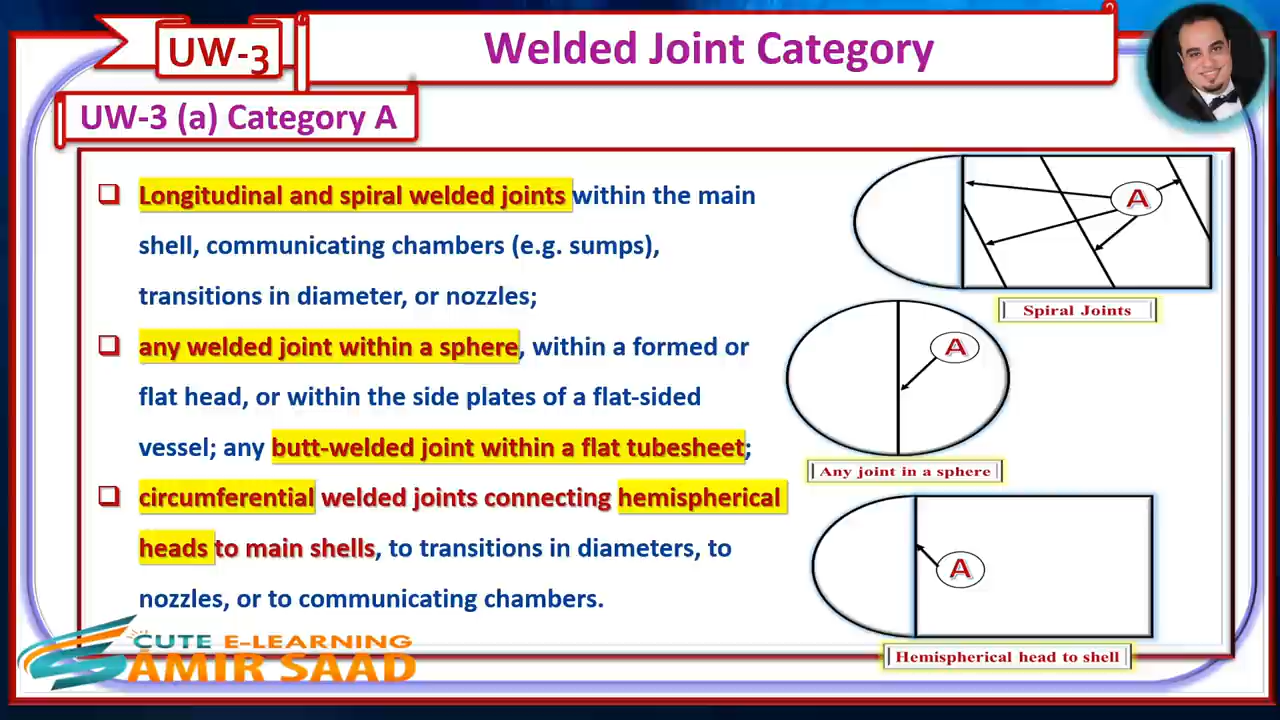 UW-3
Welded Joint Category
UW-3 (a) Category A
Longitudinal and spiral welded joints within the main
shell, communicating chambers (e.g. sumps),
transitions in diameter, or nozzles;
any welded joint within a sphere, within a formed or
flat head, or within the side plates of a flat-sided
vessel; any butt-welded joint within a flat tubesheet;
circumferential welded joints connecting hemispherical
heads to main shells, to transitions in diameters, to
nozzles, or to communicating chambers.
A
Spiral Joints
A
Any joint in a sphere
A
Hemispherical head to shell
CUTE E-LEARNING
AMIR SAAD